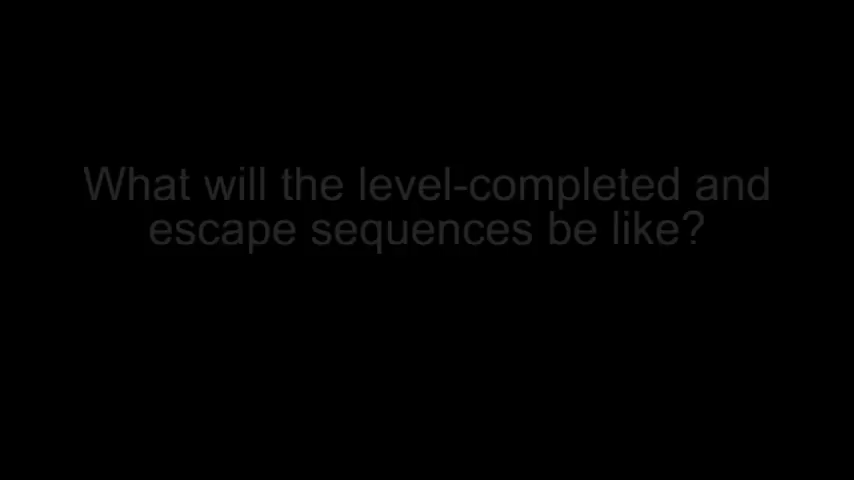 What will the level-completed and
escape sequences be like?